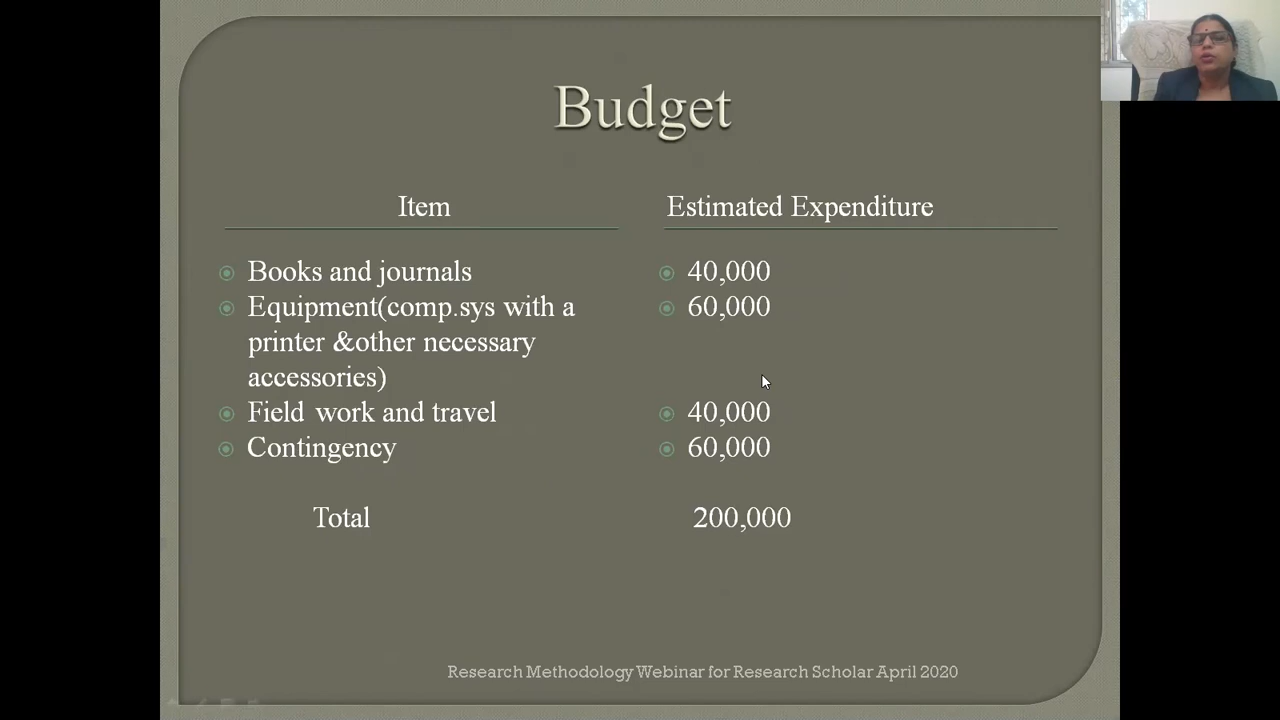 Budget
Item
Estimated Expenditure
Books and journals
40,000
Equipment(comp.sys with a
60,000
printer &other necessary
accessories)
Field work and travel
40,000
Contingency
60,000
Total
200,000
Research Methodology Webinar for Research Scholar April 2020